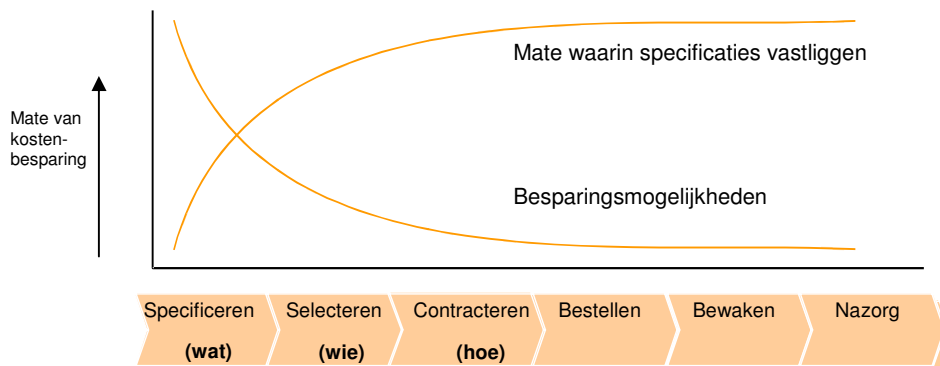 Mate waarin specificaties vastliggen
Mate van
kosten-
besparing
Besparingsmogelijkheden
Specificeren
(wat)
Selecteren
(wie)
Contracteren
(hoe)
Bestellen
Bewaken
Nazorg